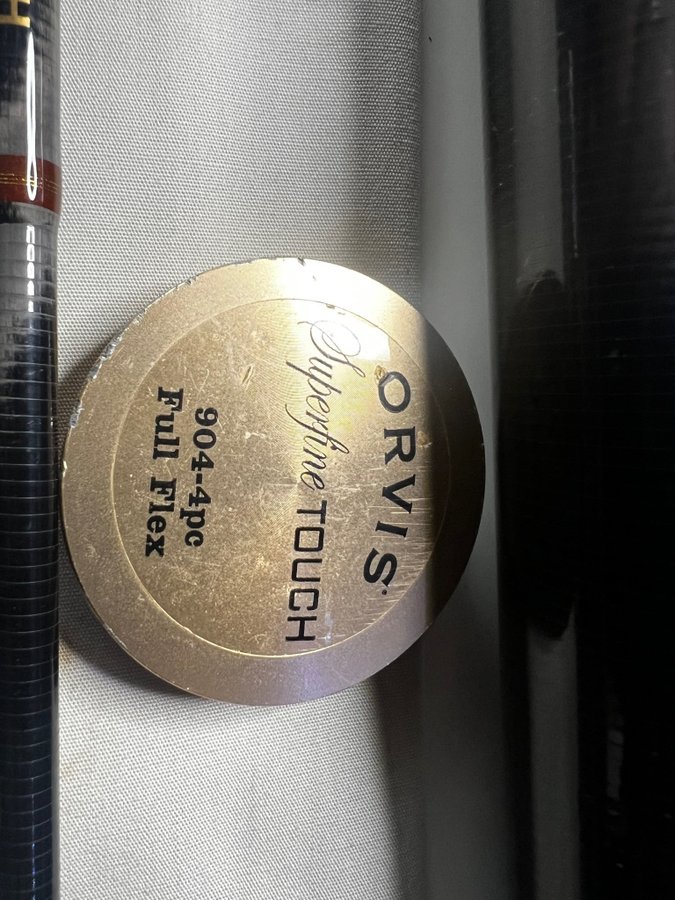 ORVIS
Superfine TOUCH
904-4pc
Full Flex